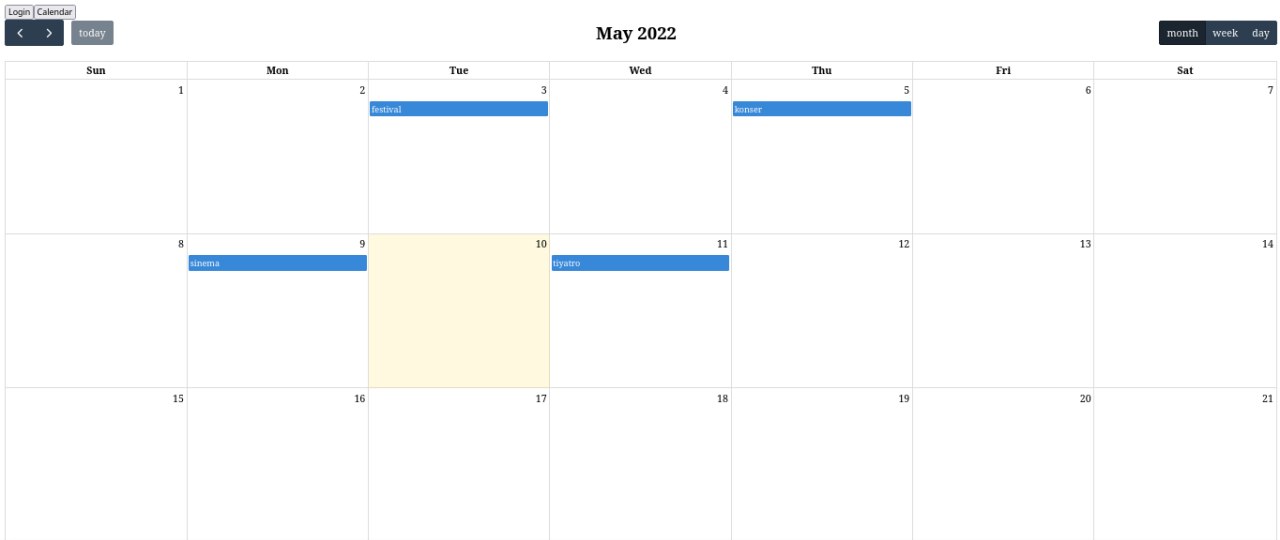 Login Calendar
today May 2022 month week day
Sun Mon Tue Wed Thu Fri Sat
1 2 3 4 5 6 7
festival konser
8 9 10 11 12 13 14
sinema tiyatro
15 16 17 18 19 20 21